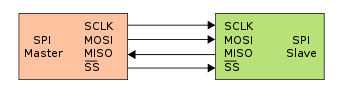 SCLK
SPI MOSI
Master MISO
SS
SCLK
MOSI SPI
MISO Slave
SS